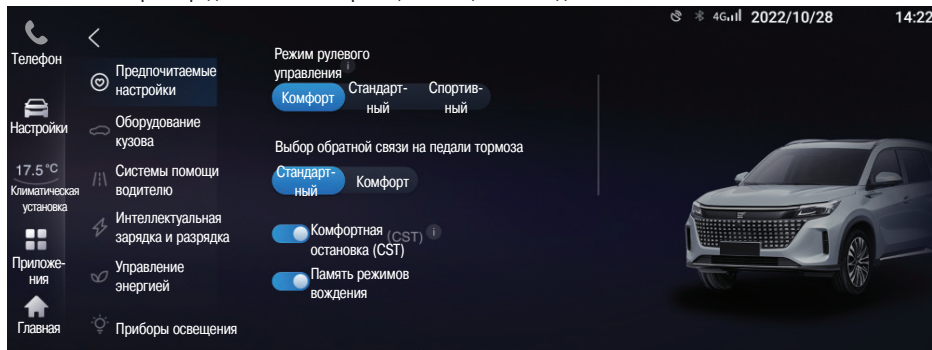 4G 2022/10/28 14:22
Телефон
Настройки
17.5°C
Климатическая
установка
Приложе-
ния
Главная
Предпочитаемые
настройки
Оборудование
кузова
Системы помощи
водителю
Интеллектуальная
зарядка и разрядка
Управление
энергией
Приборы освещения
Режим рулевого
управления
Комфорт
Стандарт-
ный
Спортив-
ный
Выбор обратной связи на педали тормоза
Стандарт-
ный
Комфорт
Комфортная (CST)
остановка (CST)
Память режимов
вождения